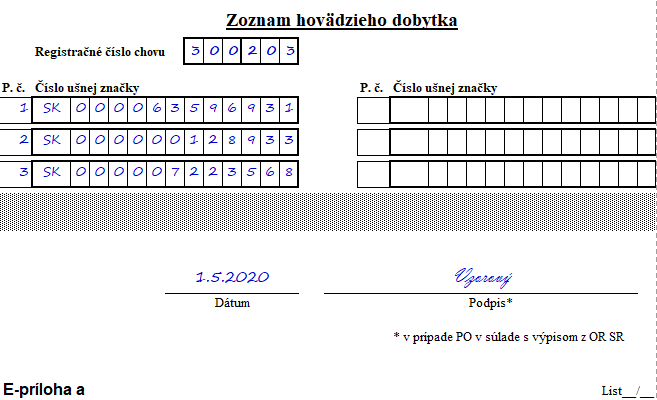 Zoznam hovädzieho dobytka
Registračné číslo chovu 300203
P. č. Číslo ušnej značky P. č. Číslo ušnej značky
1 SK 000063596931
2 SK 000000128933
3 SK 000007223568
1.5.2020 Vzorový
Dátum Podpis*
* v prípade PO v súlade s výpisom z OR SR
E-príloha a List__/__